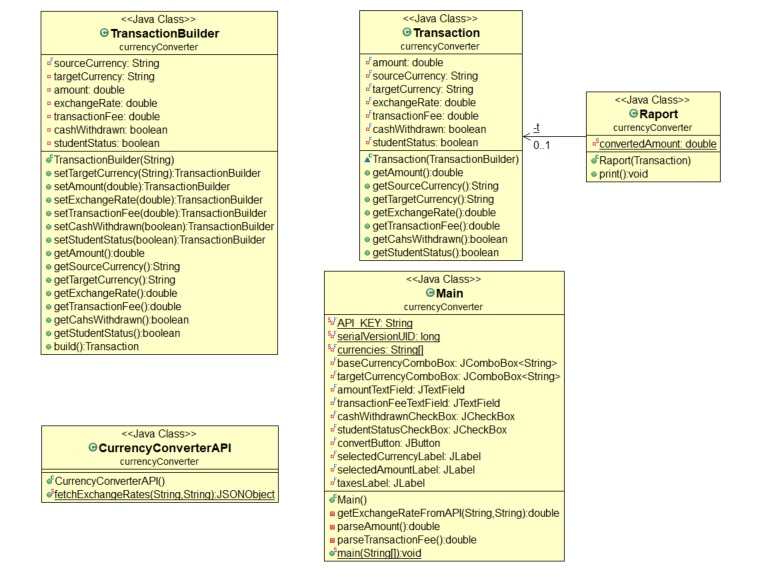 <<Java Class>>
TransactionBuilder
currencyConverter
sourceCurrency: String
targetCurrency: String
amount: double
exchangeRate: double
transactionFee: double
cashWithdrawn: boolean
studentStatus: boolean
TransactionBuilder(String)
setTargetCurrency(String):TransactionBuilder
setAmount(double):TransactionBuilder
setExchangeRate(double):TransactionBuilder
setTransactionFee(double):TransactionBuilder
setCashWithdrawn(boolean):TransactionBuilder
setStudentStatus(boolean):TransactionBuilder
getAmount():double
getSourceCurrency():String
getTargetCurrency():String
getExchangeRate():double
getTransactionFee():double
getCahsWithdrawn():boolean
getStudentStatus():boolean
build():Transaction
<<Java Class>>
Transaction
currencyConverter
amount: double
sourceCurrency: String
targetCurrency: String
exchangeRate: double
transactionFee: double
cashWithdrawn: boolean
studentStatus: boolean
Transaction(TransactionBuilder)
getAmount():double
getSourceCurrency():String
getTargetCurrency():String
getExchangeRate():double
getTransactionFee():double
getCahsWithdrawn():boolean
getStudentStatus():boolean
-t
0..1
<<Java Class>>
Raport
currencyConverter
convertedAmount: double
Raport(Transaction)
print():void
<<Java Class>>
Main
currencyConverter
API_KEY: String
serialVersionUID: long
currencies: String[]
baseCurrencyComboBox: JComboBox<String>
targetCurrencyComboBox: JComboBox<String>
amountTextField: JTextField
transactionFeeTextField: JTextField
cashWithdrawnCheckBox: JCheckBox
studentStatusCheckBox: JCheckBox
convertButton: JButton
selectedCurrencyLabel: JLabel
selectedAmountLabel: JLabel
taxesLabel: JLabel
Main()
getExchangeRateFromAPI(String,String):double
parseAmount():double
parseTransactionFee():double
main(String[]):void
<<Java Class>>
CurrencyConverterAPI
currencyConverter
CurrencyConverterAPI()
fetchExchangeRates(String,String):JSONObject